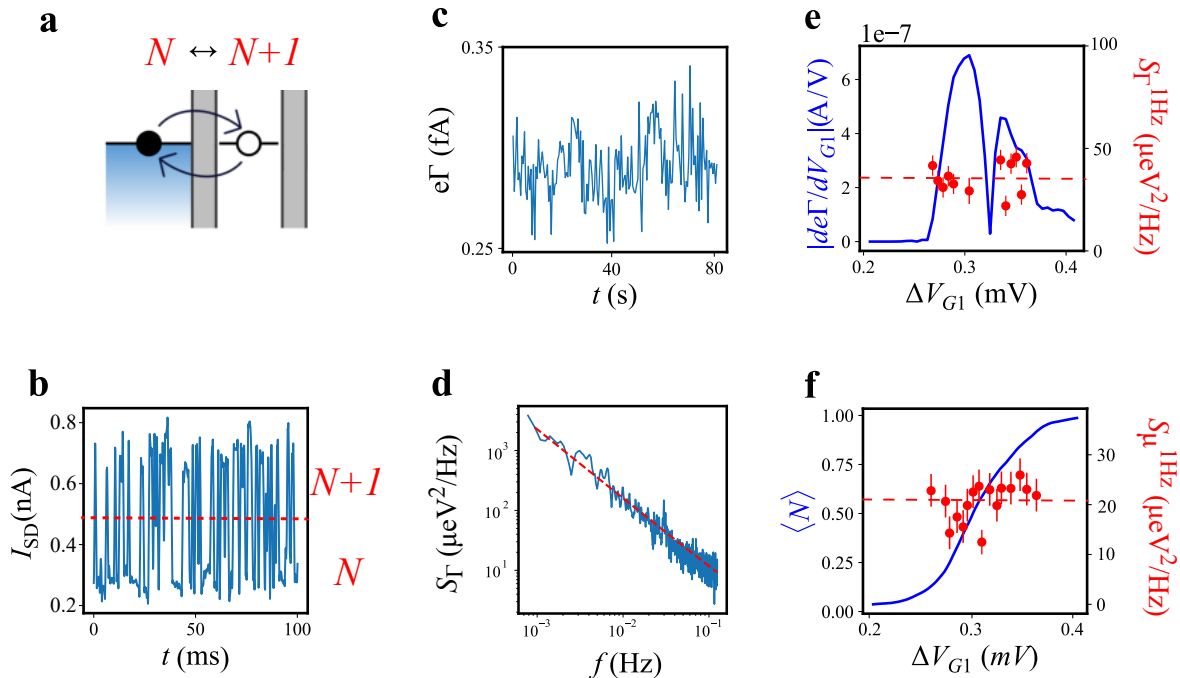 a
N ↔ N+1
b
0.8
0.6
0.4
0.2
I_SD(nA)
N+1
N
0
50
100
t (ms)
c
0.35
0.25
eΓ (fA)
0
40
80
t (s)
d
10³
10²
10¹
S_Γ (µeV²/Hz)
10⁻³
10⁻²
10⁻¹
f (Hz)
e
1e−7
6
4
2
0
|deΓ/dV_G1|(A/V)
100
50
0
S_Γ^1Hz (µeV²/Hz)
0.2
0.3
0.4
ΔV_G1 (mV)
f
1.00
0.75
0.50
0.25
0.00
⟨N⟩
30
20
10
0
S_µ^1Hz (µeV²/Hz)
0.2
0.3
0.4
ΔV_G1 (mV)